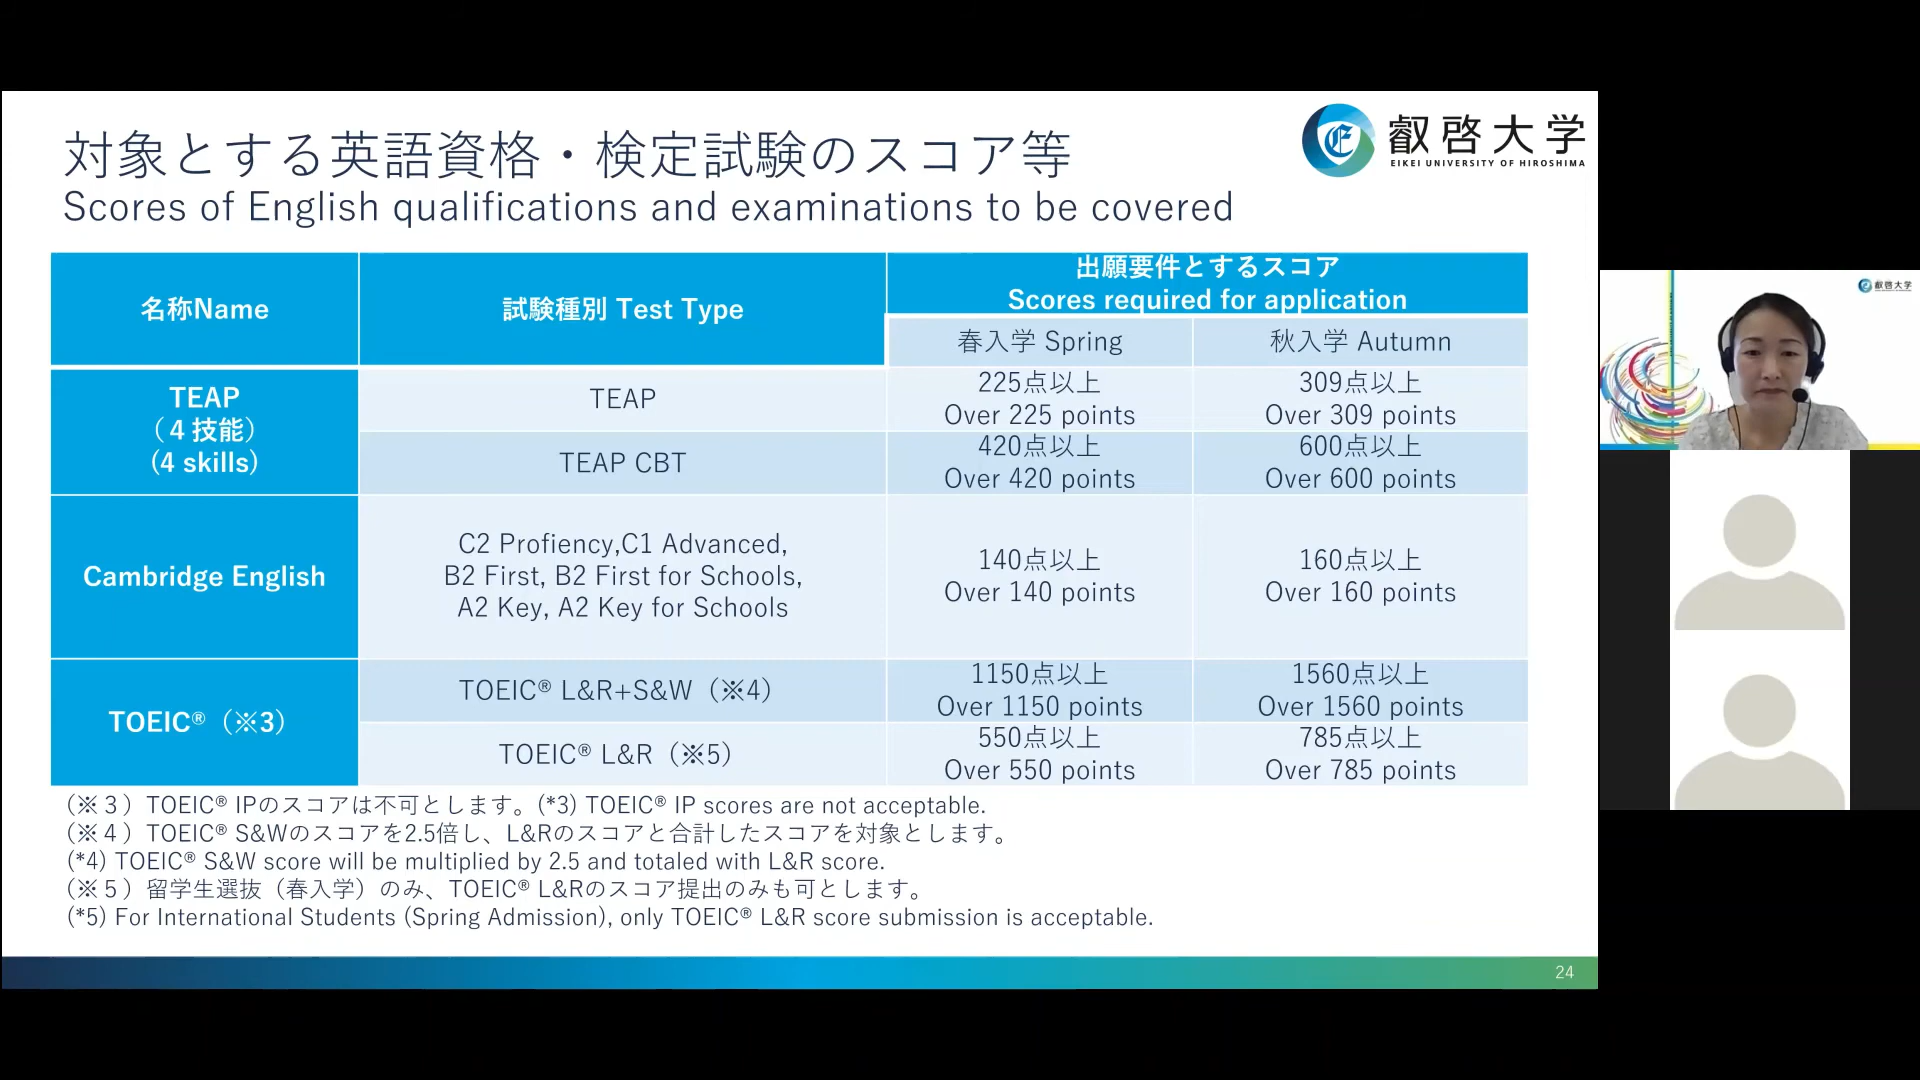 対象とする英語資格・検定試験のスコア等
Scores of English qualifications and examinations to be covered
叡啓大学
EIKEI UNIVERSITY OF HIROSHIMA
名称Name
試験種別 Test Type
出願要件とするスコア
Scores required for application
春入学 Spring
秋入学 Autumn
TEAP
（４技能）
(4 skills)
TEAP
225点以上
Over 225 points
309点以上
Over 309 points
TEAP CBT
420点以上
Over 420 points
600点以上
Over 600 points
Cambridge English
C2 Profiency,C1 Advanced,
B2 First, B2 First for Schools,
A2 Key, A2 Key for Schools
140点以上
Over 140 points
160点以上
Over 160 points
TOEIC®（※3）
TOEIC® L&R+S&W（※4）
1150点以上
Over 1150 points
1560点以上
Over 1560 points
TOEIC® L&R（※5）
550点以上
Over 550 points
785点以上
Over 785 points
（※３）TOEIC® IPのスコアは不可とします。(*3) TOEIC® IP scores are not acceptable.
（※４）TOEIC® S&Wのスコアを2.5倍し、L&Rのスコアと合計したスコアを対象とします。
(*4) TOEIC® S&W score will be multiplied by 2.5 and totaled with L&R score.
（※５）留学生選抜（春入学）のみ、TOEIC® L&Rのスコア提出のみも可とします。
(*5) For International Students (Spring Admission), only TOEIC® L&R score submission is acceptable.
24
叡啓大学